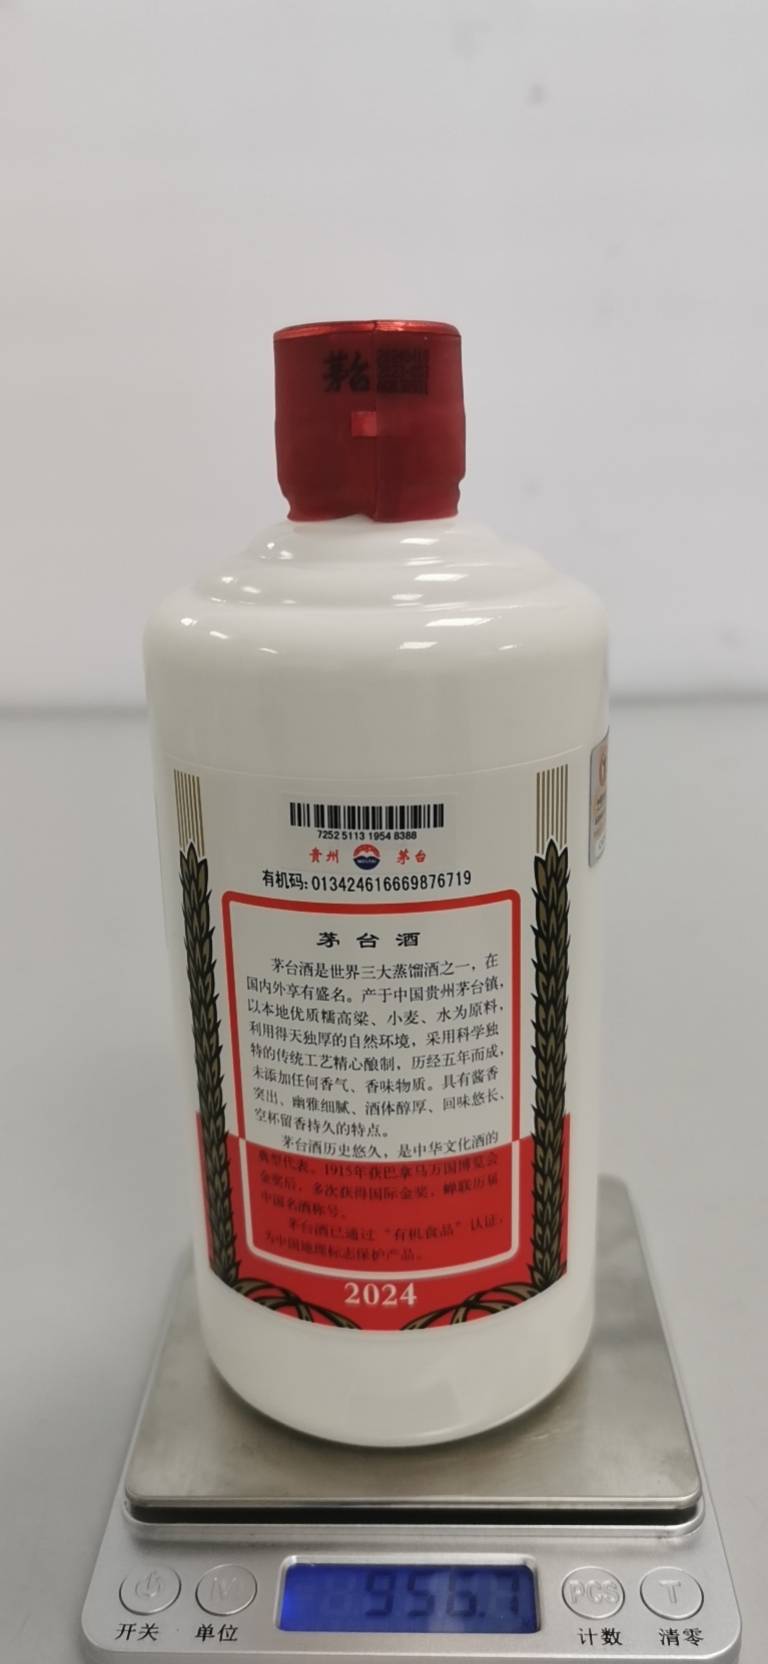 茅台
7252 5113 1954 8388
贵州 茅台
有机码:013424616669876719
茅台酒
茅台酒是世界三大蒸馏酒之一，在
国内外享有盛名。产于中国贵州茅台镇，
以本地优质糯高粱、小麦、水为原料，
利用得天独厚的自然环境，采用科学独
特的传统工艺精心酿制，历经五年而成，
未添加任何香气、香味物质。具有酱香
突出、幽雅细腻、酒体醇厚、回味悠长、
空杯留香持久的特点。
茅台酒历史悠久，是中华文化酒的
典型代表。1915年获巴拿马万国博览会
金奖后，多次获得国际金奖，蝉联历届
中国名酒称号。
茅台酒已通过“有机食品”认证，
为中国地理标志保护产品。
2024
956.1
PCS T
开关 单位 计数 清零